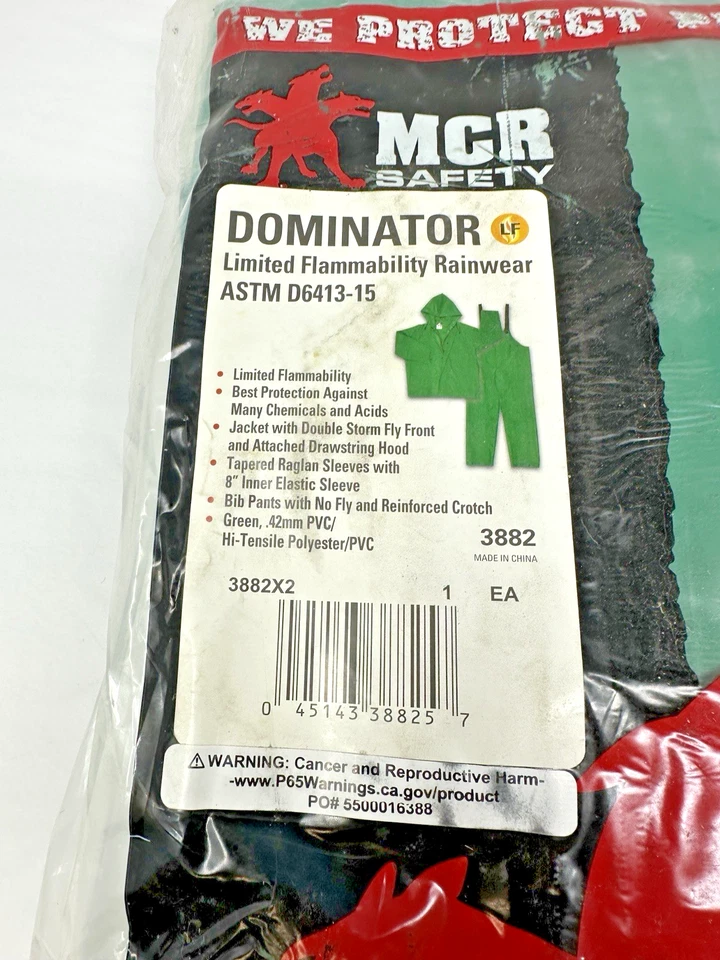 WE PROTECT
MCR
SAFETY
DOMINATOR LF
Limited Flammability Rainwear
ASTM D6413-15
• Limited Flammability
• Best Protection Against
Many Chemicals and Acids
• Jacket with Double Storm Fly Front
and Attached Drawstring Hood
• Tapered Raglan Sleeves with
8" Inner Elastic Sleeve
• Bib Pants with No Fly and Reinforced Crotch
• Green, .42mm PVC/
Hi-Tensile Polyester/PVC
3882
MADE IN CHINA
3882X2 1 EA
0 45143 38825 7
⚠WARNING: Cancer and Reproductive Harm-
-www.P65Warnings.ca.gov/product
PO# 5500016388